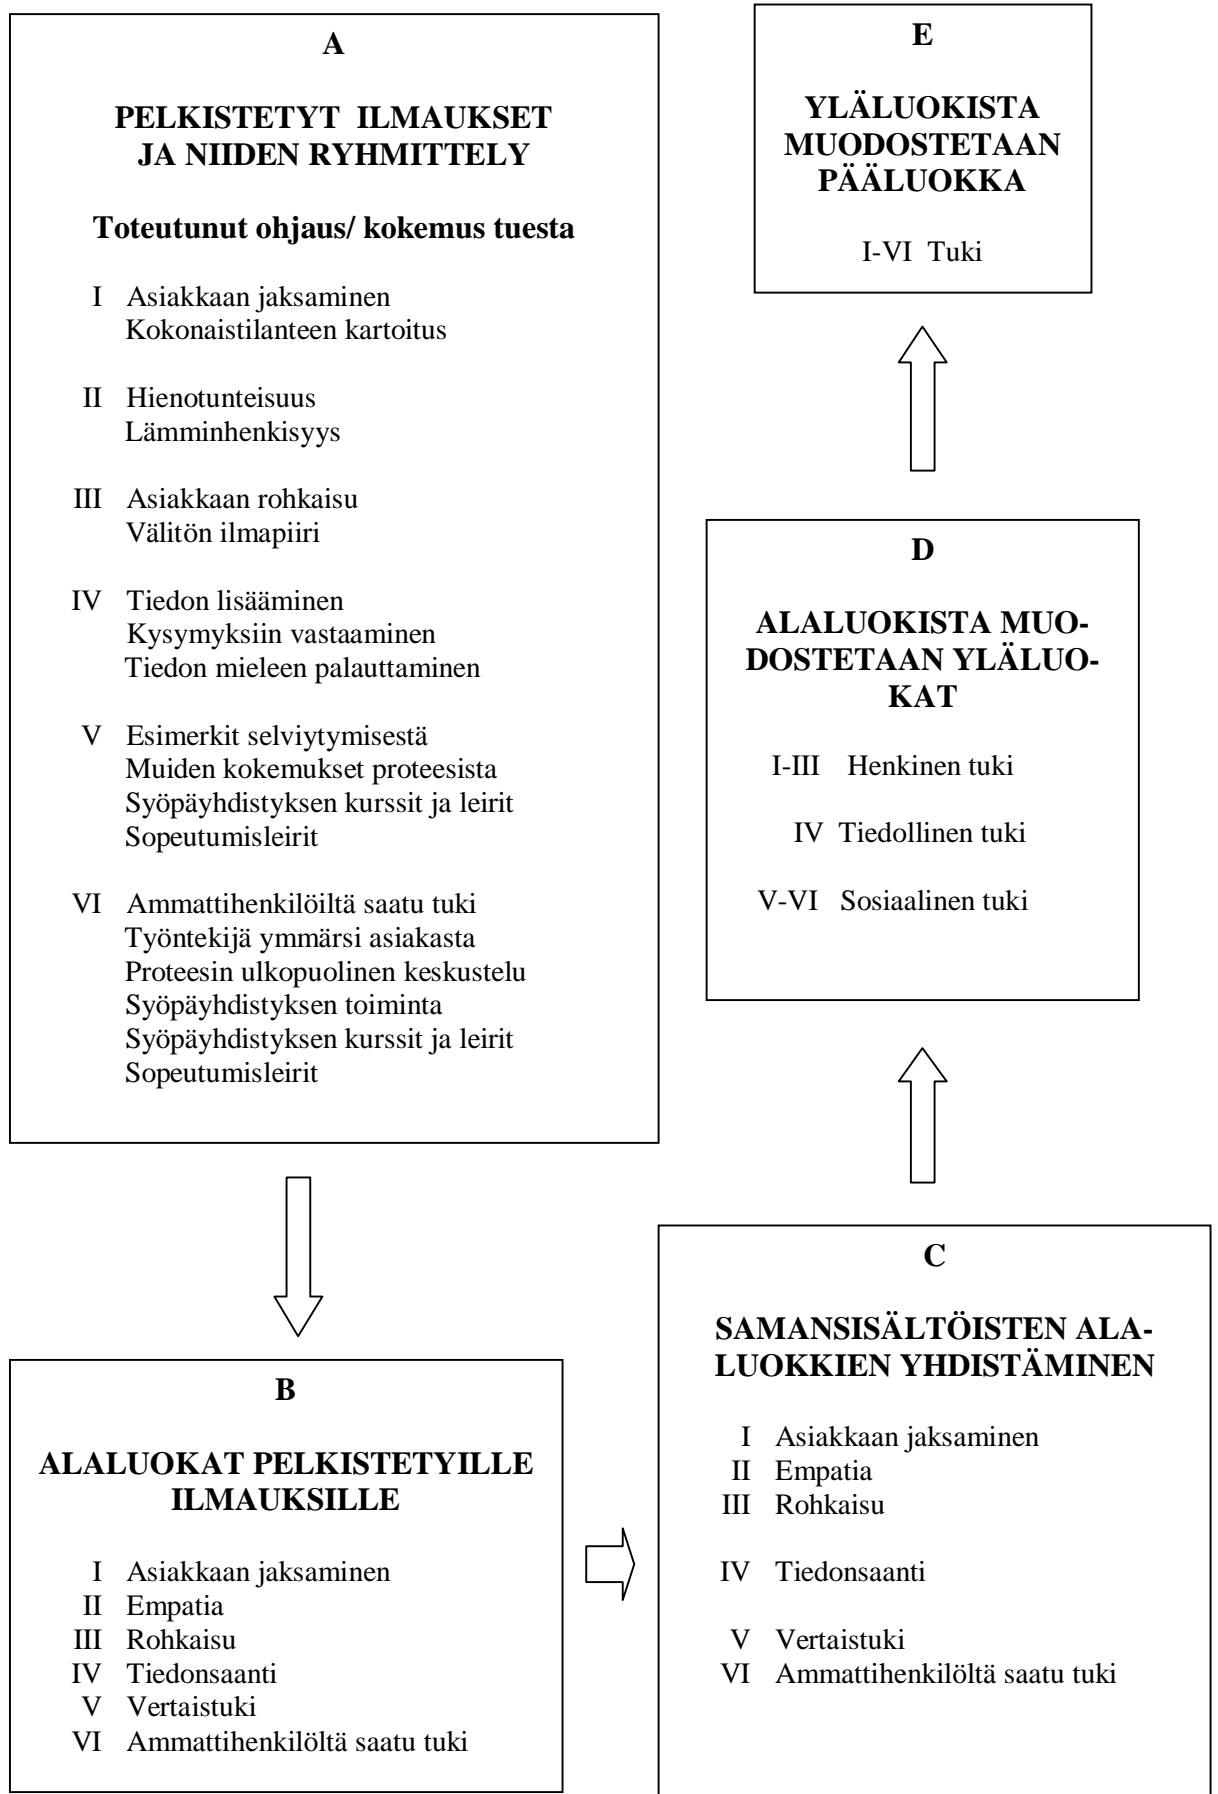 A
PELKISTETYT ILMAUKSET
JA NIIDEN RYHMITTELY
Toteutunut ohjaus/ kokemus tuesta
I Asiakkaan jaksaminen
Kokonaistilanteen kartoitus
II Hienotunteisuus
Lämminhenkisyys
III Asiakkaan rohkaisu
Välitön ilmapiiri
IV Tiedon lisääminen
Kysymyksiin vastaaminen
Tiedon mieleen palauttaminen
V Esimerkit selviytymisestä
Muiden kokemukset proteesista
Syöpäyhdistyksen kurssit ja leirit
Sopeutumisleirit
VI Ammattihenkilöiltä saatu tuki
Työntekijä ymmärsi asiakasta
Proteesin ulkopuolinen keskustelu
Syöpäyhdistyksen toiminta
Syöpäyhdistyksen kurssit ja leirit
Sopeutumisleirit
B
ALALUOKAT PELKISTETYILLE
ILMAUKSILLE
I Asiakkaan jaksaminen
II Empatia
III Rohkaisu
IV Tiedonsaanti
V Vertaistuki
VI Ammattihenkilöltä saatu tuki
C
SAMANSISÄLTÖISTEN ALA-
LUOKKIEN YHDISTÄMINEN
I Asiakkaan jaksaminen
II Empatia
III Rohkaisu
IV Tiedonsaanti
V Vertaistuki
VI Ammattihenkilöltä saatu tuki
D
ALALUOKISTA MUO-
DOSTETAAN YLÄLUO-
KAT
I-III Henkinen tuki
IV Tiedollinen tuki
V-VI Sosiaalinen tuki
E
YLÄLUOKISTA
MUODOSTETAAN
PÄÄLUOKKA
I-VI Tuki